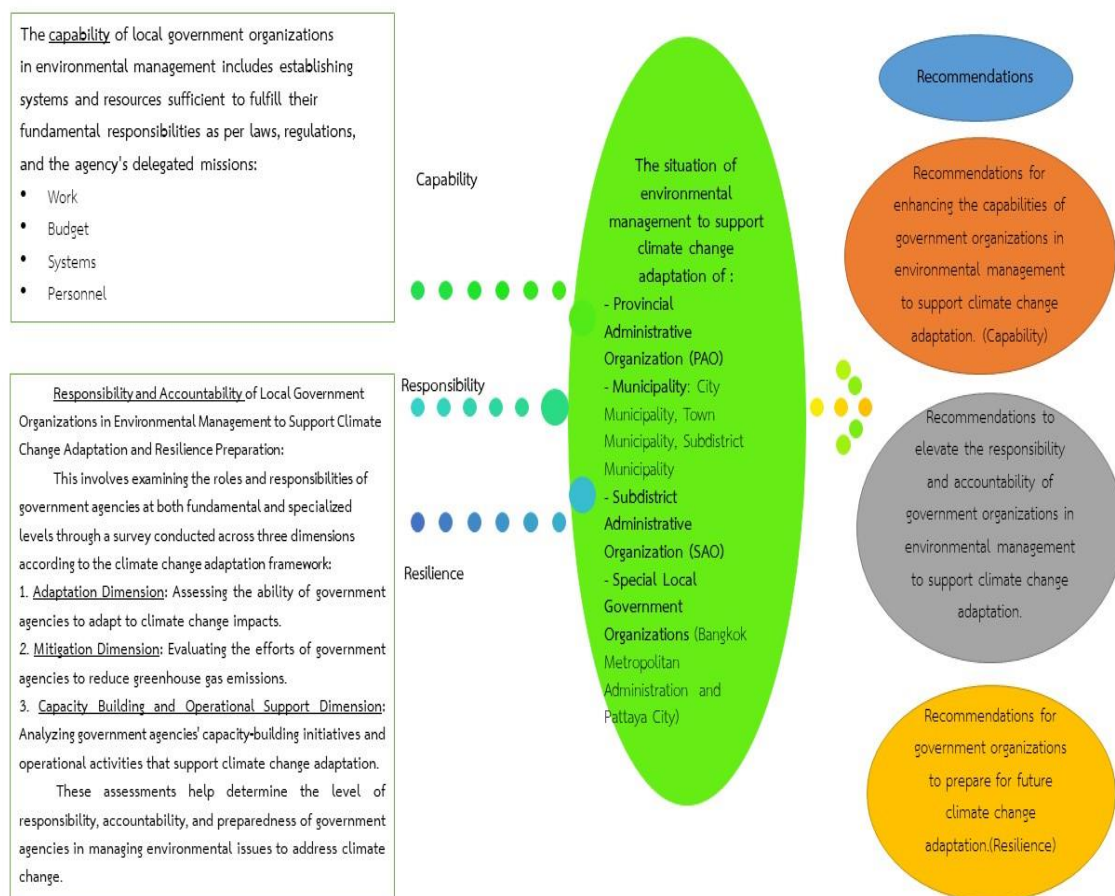 The capability of local government organizations
in environmental management includes establishing
systems and resources sufficient to fulfill their
fundamental responsibilities as per laws, regulations,
and the agency's delegated missions:
• Work
• Budget
• Systems
• Personnel
Responsibility and Accountability of Local Government
Organizations in Environmental Management to Support Climate
Change Adaptation and Resilience Preparation:
This involves examining the roles and responsibilities of
government agencies at both fundamental and specialized
levels through a survey conducted across three dimensions
according to the climate change adaptation framework:
1. Adaptation Dimension: Assessing the ability of government
agencies to adapt to climate change impacts.
2. Mitigation Dimension: Evaluating the efforts of government
agencies to reduce greenhouse gas emissions.
3. Capacity Building and Operational Support Dimension:
Analyzing government agencies' capacity-building initiatives and
operational activities that support climate change adaptation.
These assessments help determine the level of
responsibility, accountability, and preparedness of government
agencies in managing environmental issues to address climate
change.
Capability
Responsibility
Resilience
The situation of
environmental
management to support
climate change
adaptation of :
- Provincial
Administrative
Organization (PAO)
- Municipality: City
Municipality, Town
Municipality, Subdistrict
Municipality
- Subdistrict
Administrative
Organization (SAO)
- Special Local
Government
Organizations (Bangkok
Metropolitan
Administration and
Pattaya City)
Recommendations
Recommendations for
enhancing the capabilities of
government organizations in
environmental management
to support climate change
adaptation. (Capability)
Recommendations to
elevate the responsibility
and accountability of
government organizations in
environmental management
to support climate change
adaptation.
Recommendations for
government organizations
to prepare for future
climate change
adaptation.(Resilience)